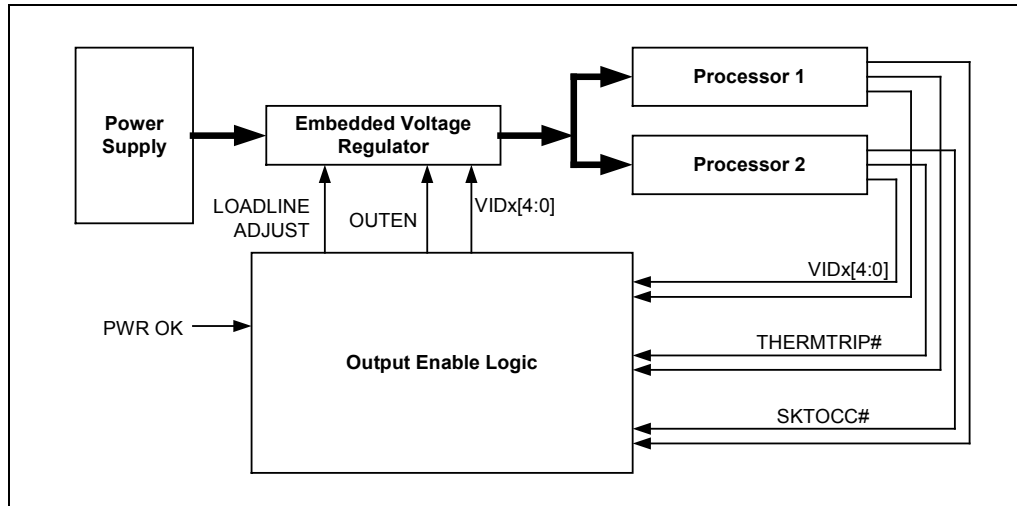 Power
Supply
Embedded Voltage
Regulator
Processor 1
Processor 2
LOADLINE
ADJUST
OUTEN
VIDx[4:0]
VIDx[4:0]
PWR OK
THERMTRIP#
Output Enable Logic
SKTOCC#